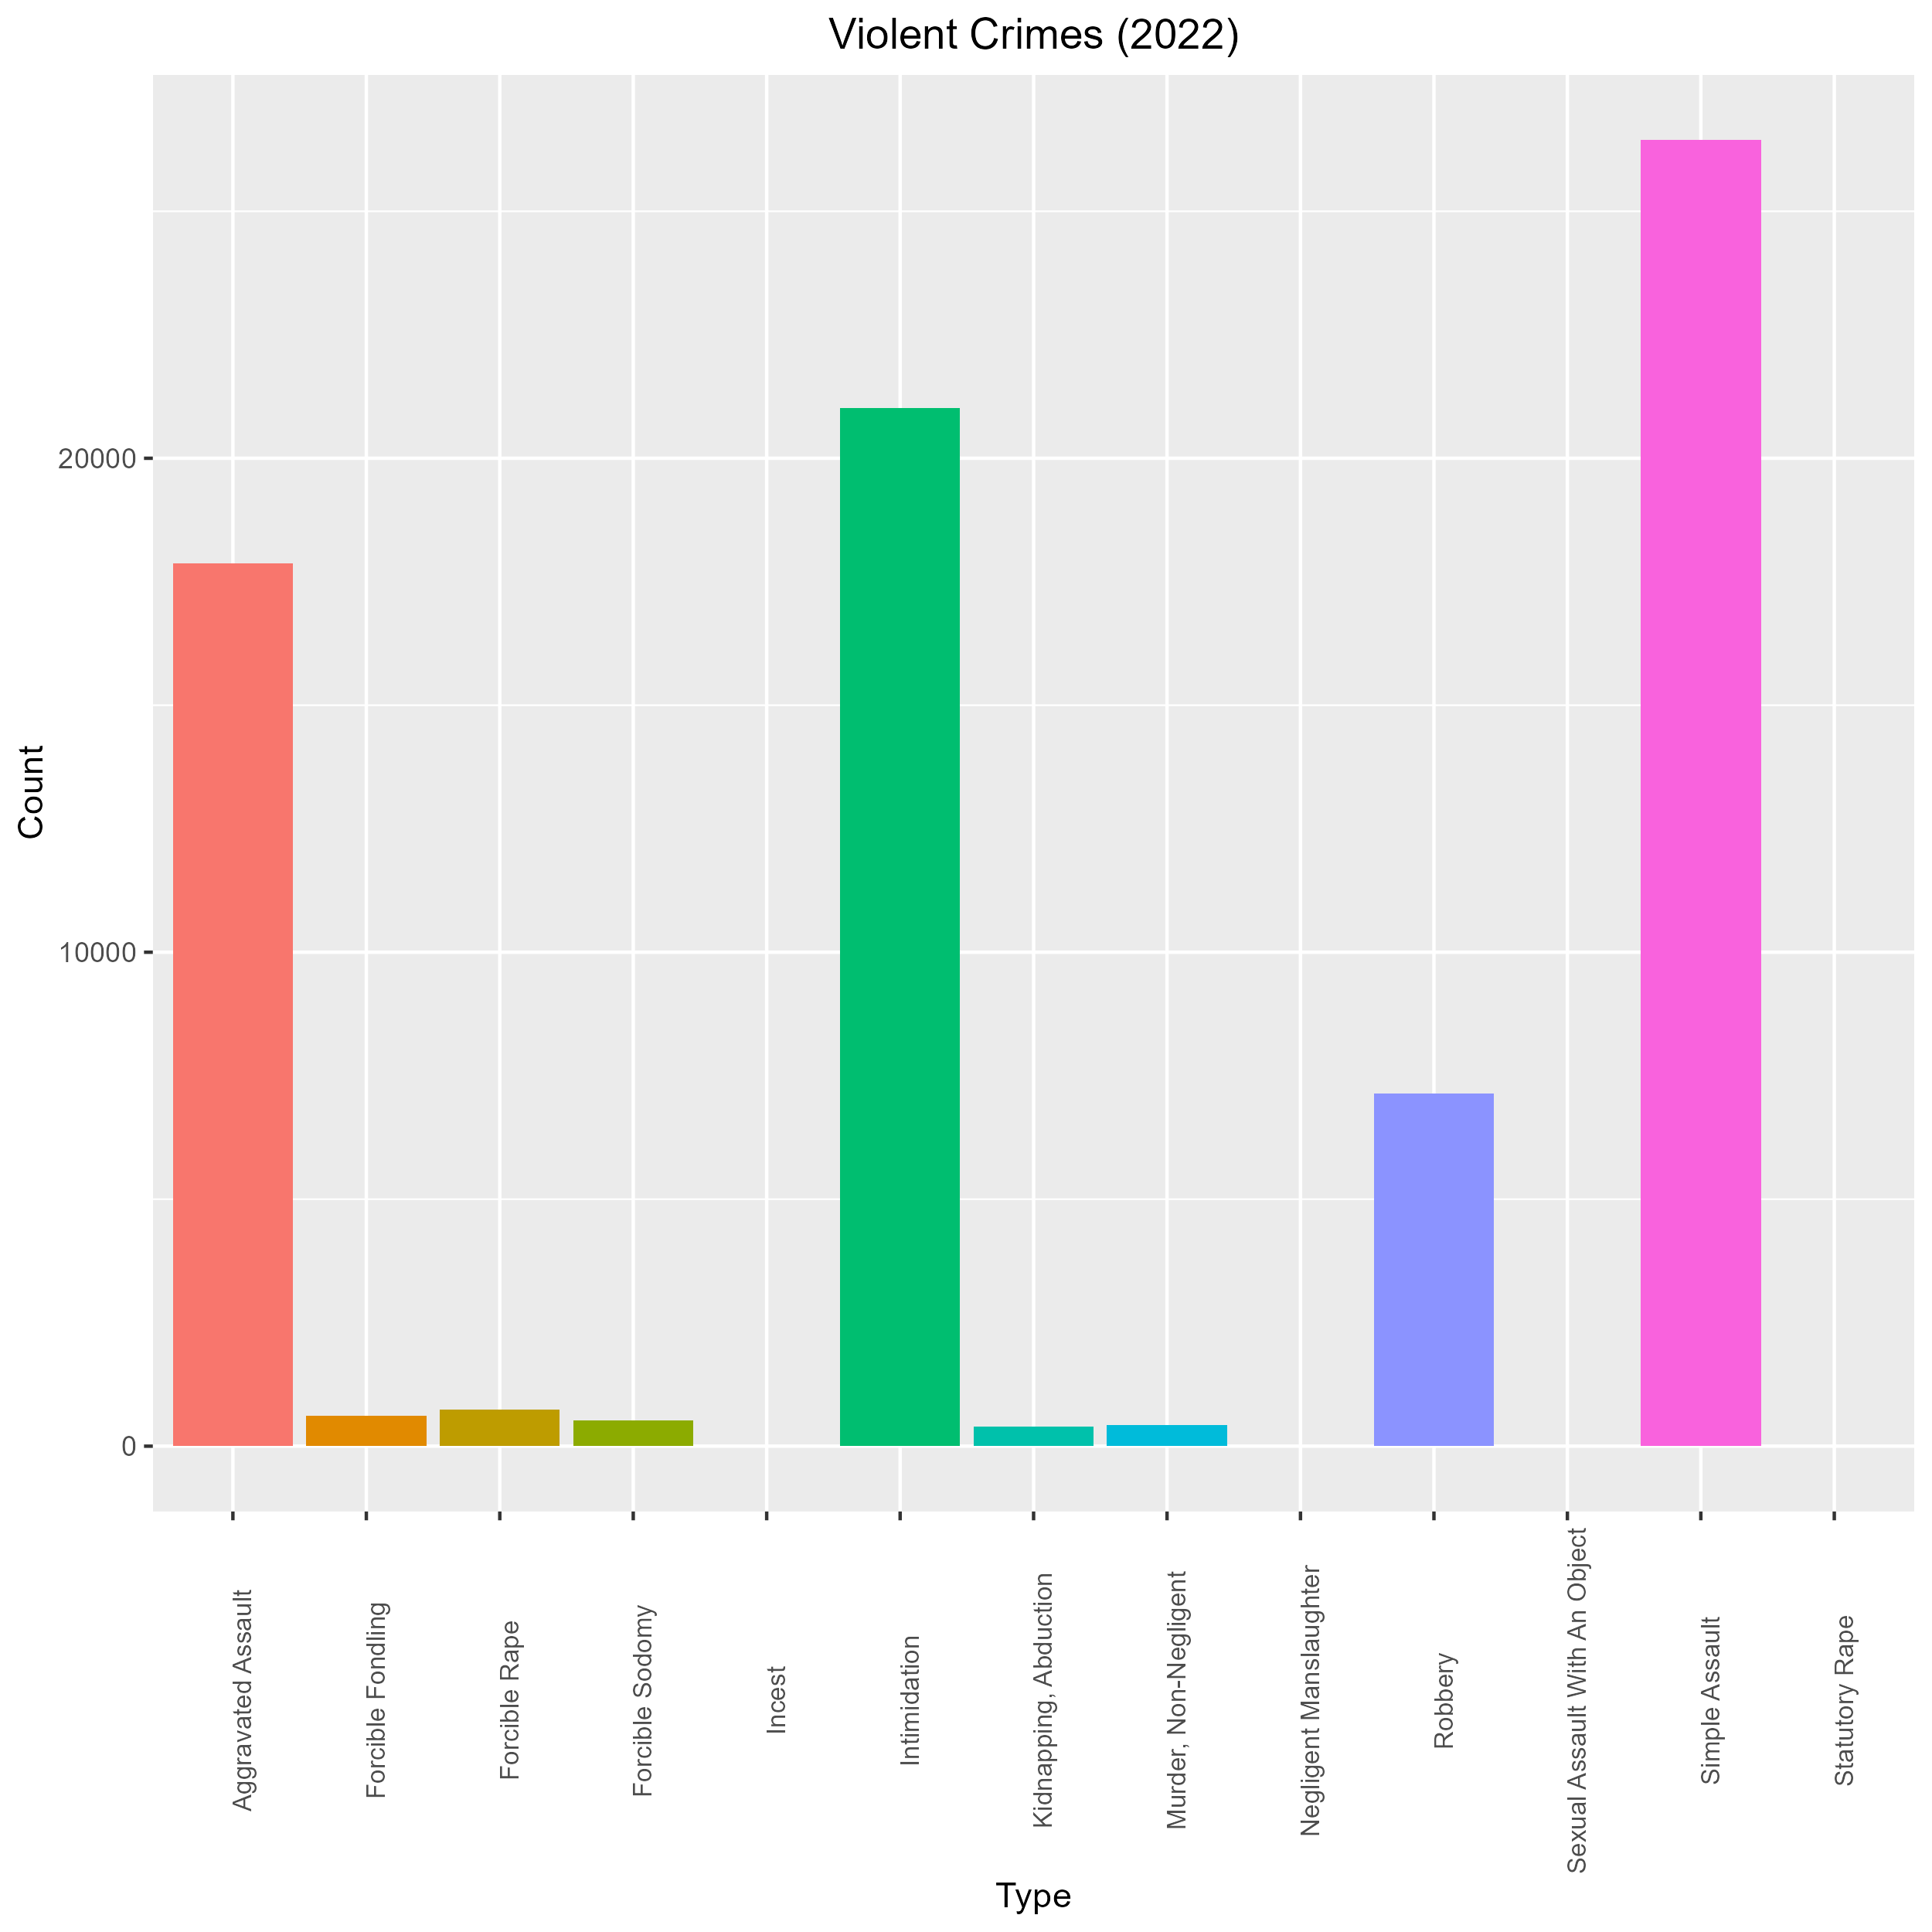 Violent Crimes (2022)
Count
20000
10000
0
Aggravated Assault
Forcible Fondling
Forcible Rape
Forcible Sodomy
Incest
Intimidation
Kidnapping, Abduction
Murder, Non-Negligent
Negligent Manslaughter
Robbery
Sexual Assault With An Object
Simple Assault
Statutory Rape
Type